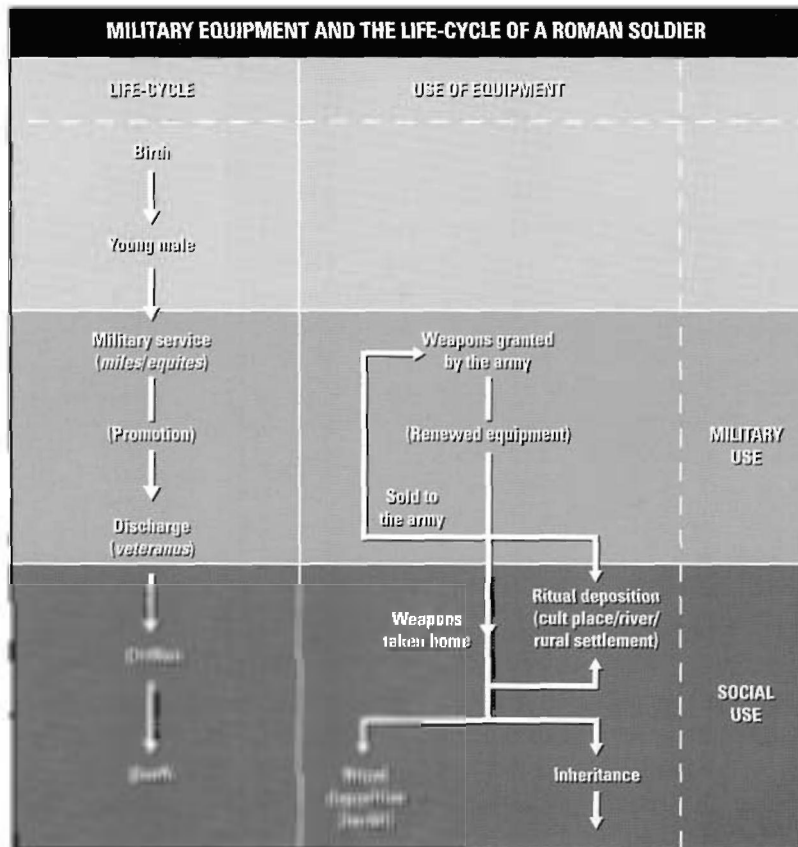 MILITARY EQUIPMENT AND THE LIFE-CYCLE OF A ROMAN SOLDIER
LIFE-CYCLE
USE OF EQUIPMENT
Birth
Young male
Military service
(miles/equites)
(Promotion)
Discharge
(veteranus)
Weapons granted
by the army
(Renewed equipment)
Sold to
the army
Weapons
taken home
Ritual deposition
(cult place/river/
rural settlement)
Inheritance
MILITARY
USE
SOCIAL
USE